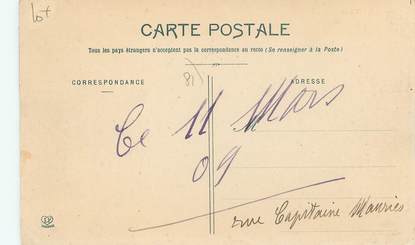 lot
CARTE POSTALE
Tous les pays étrangers n'acceptent pas la correspondance au recto (Se renseigner à la Poste)
81
CORRESPONDANCE
ADRESSE
Ce 11 Mars
09
rue Capitaine Mauriès